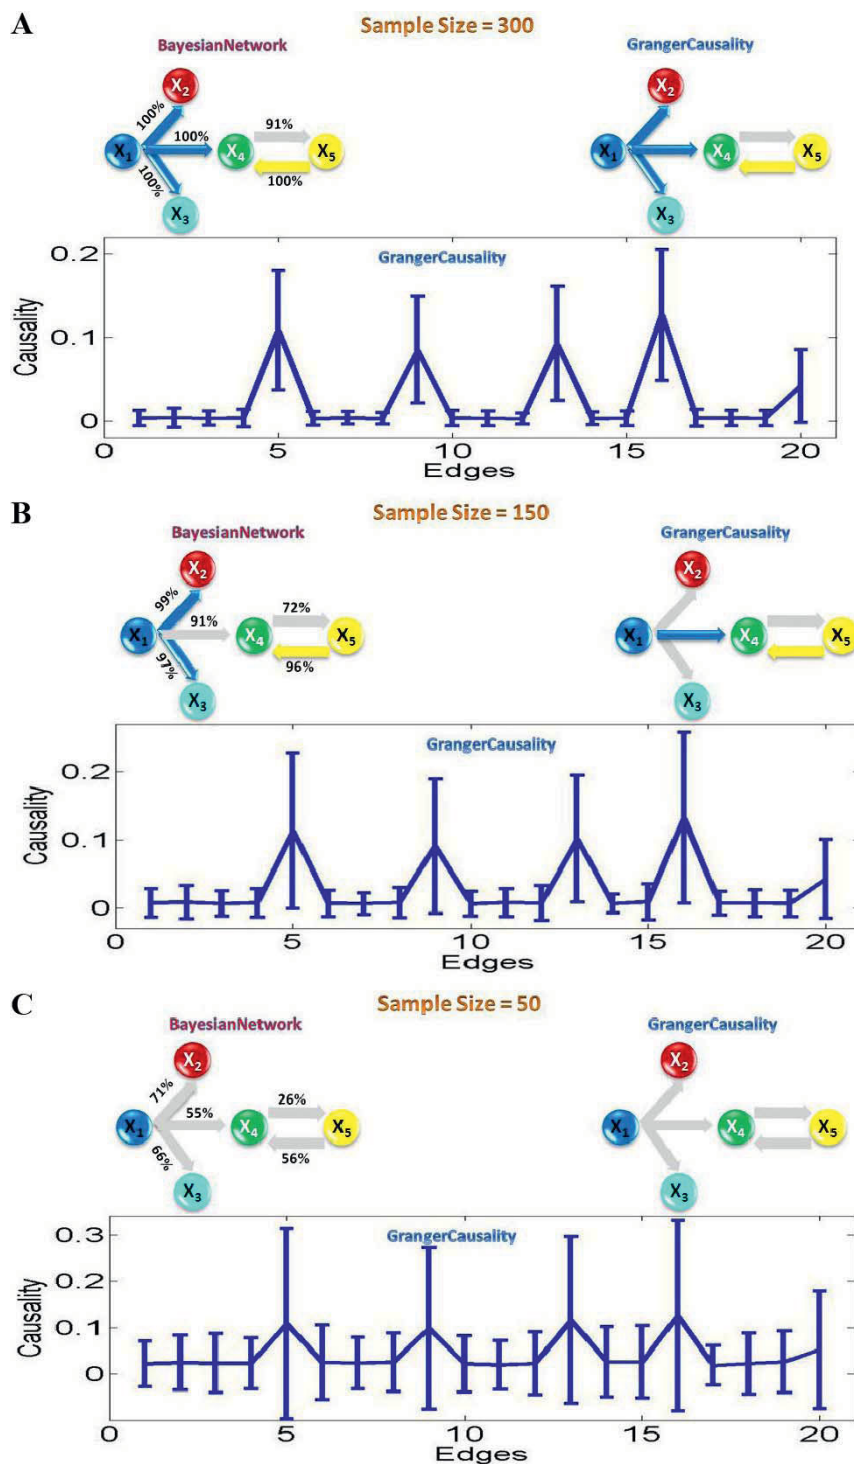 A
Sample Size = 300
BayesianNetwork
GrangerCausality
X2
X2
100%
100%
91%
X1
X4
X5
X1
X4
X5
100%
100%
X3
X3
GrangerCausality
0.2
0.1
0
Causality
0 5 10 15 20
Edges
B
Sample Size = 150
BayesianNetwork
GrangerCausality
X2
X2
99%
91%
72%
X1
X4
X5
X1
X4
X5
97%
96%
X3
X3
GrangerCausality
0.2
0.1
0
Causality
0 5 10 15 20
Edges
C
Sample Size = 50
BayesianNetwork
GrangerCausality
X2
X2
71%
55%
26%
X1
X4
X5
X1
X4
X5
66%
56%
X3
X3
GrangerCausality
0.3
0.2
0.1
0
Causality
0 5 10 15 20
Edges